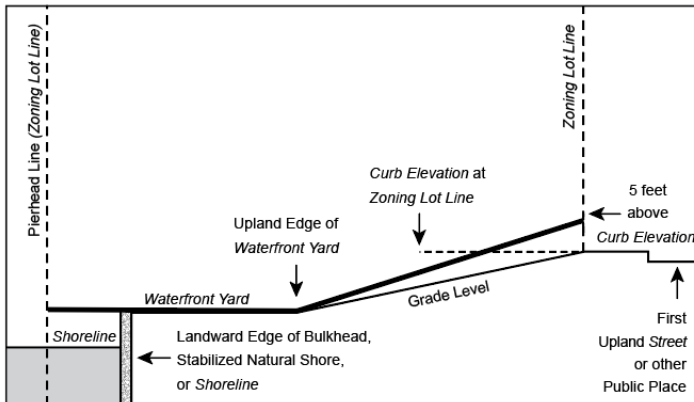 Pierhead Line (Zoning Lot Line)
Zoning Lot Line
Curb Elevation at
Zoning Lot Line
5 feet
above
Curb Elevation
Upland Edge of
Waterfront Yard
Waterfront Yard
Grade Level
Shoreline
Landward Edge of Bulkhead,
Stabilized Natural Shore,
or Shoreline
First
Upland Street
or other
Public Place